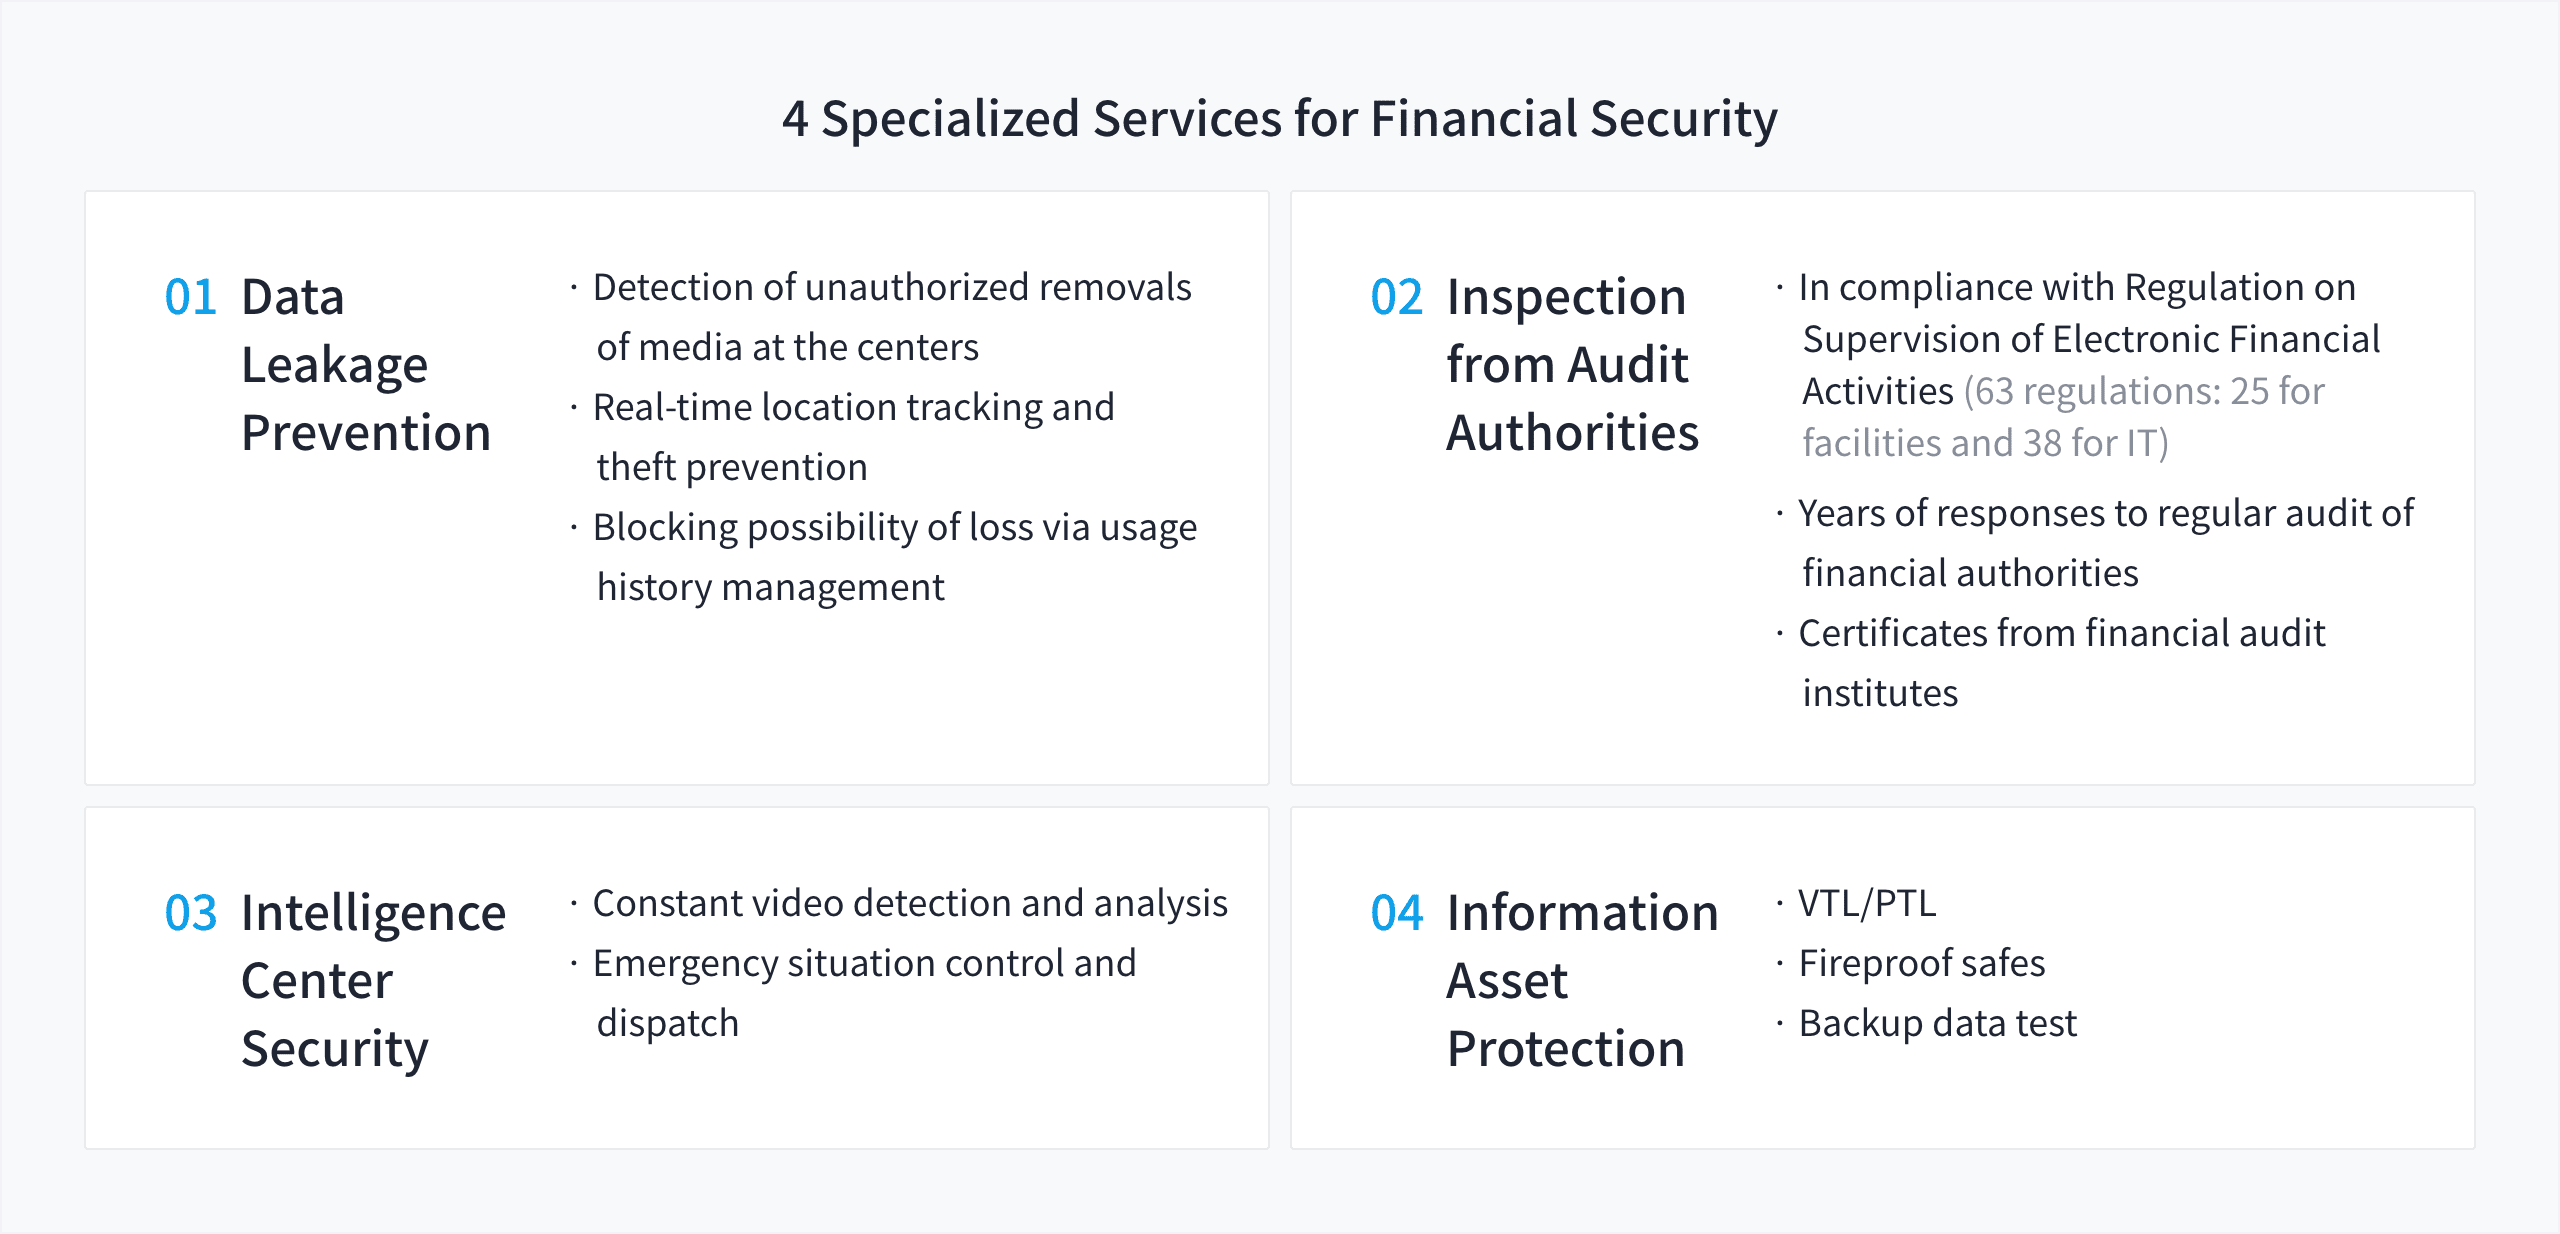 4 Specialized Services for Financial Security
01 Data
Leakage
Prevention
· Detection of unauthorized removals
of media at the centers
· Real-time location tracking and
theft prevention
· Blocking possibility of loss via usage
history management
02 Inspection
from Audit
Authorities
· In compliance with Regulation on
Supervision of Electronic Financial
Activities (63 regulations: 25 for
facilities and 38 for IT)
· Years of responses to regular audit of
financial authorities
· Certificates from financial audit
institutes
03 Intelligence
Center
Security
· Constant video detection and analysis
· Emergency situation control and
dispatch
04 Information
Asset
Protection
· VTL/PTL
· Fireproof safes
· Backup data test